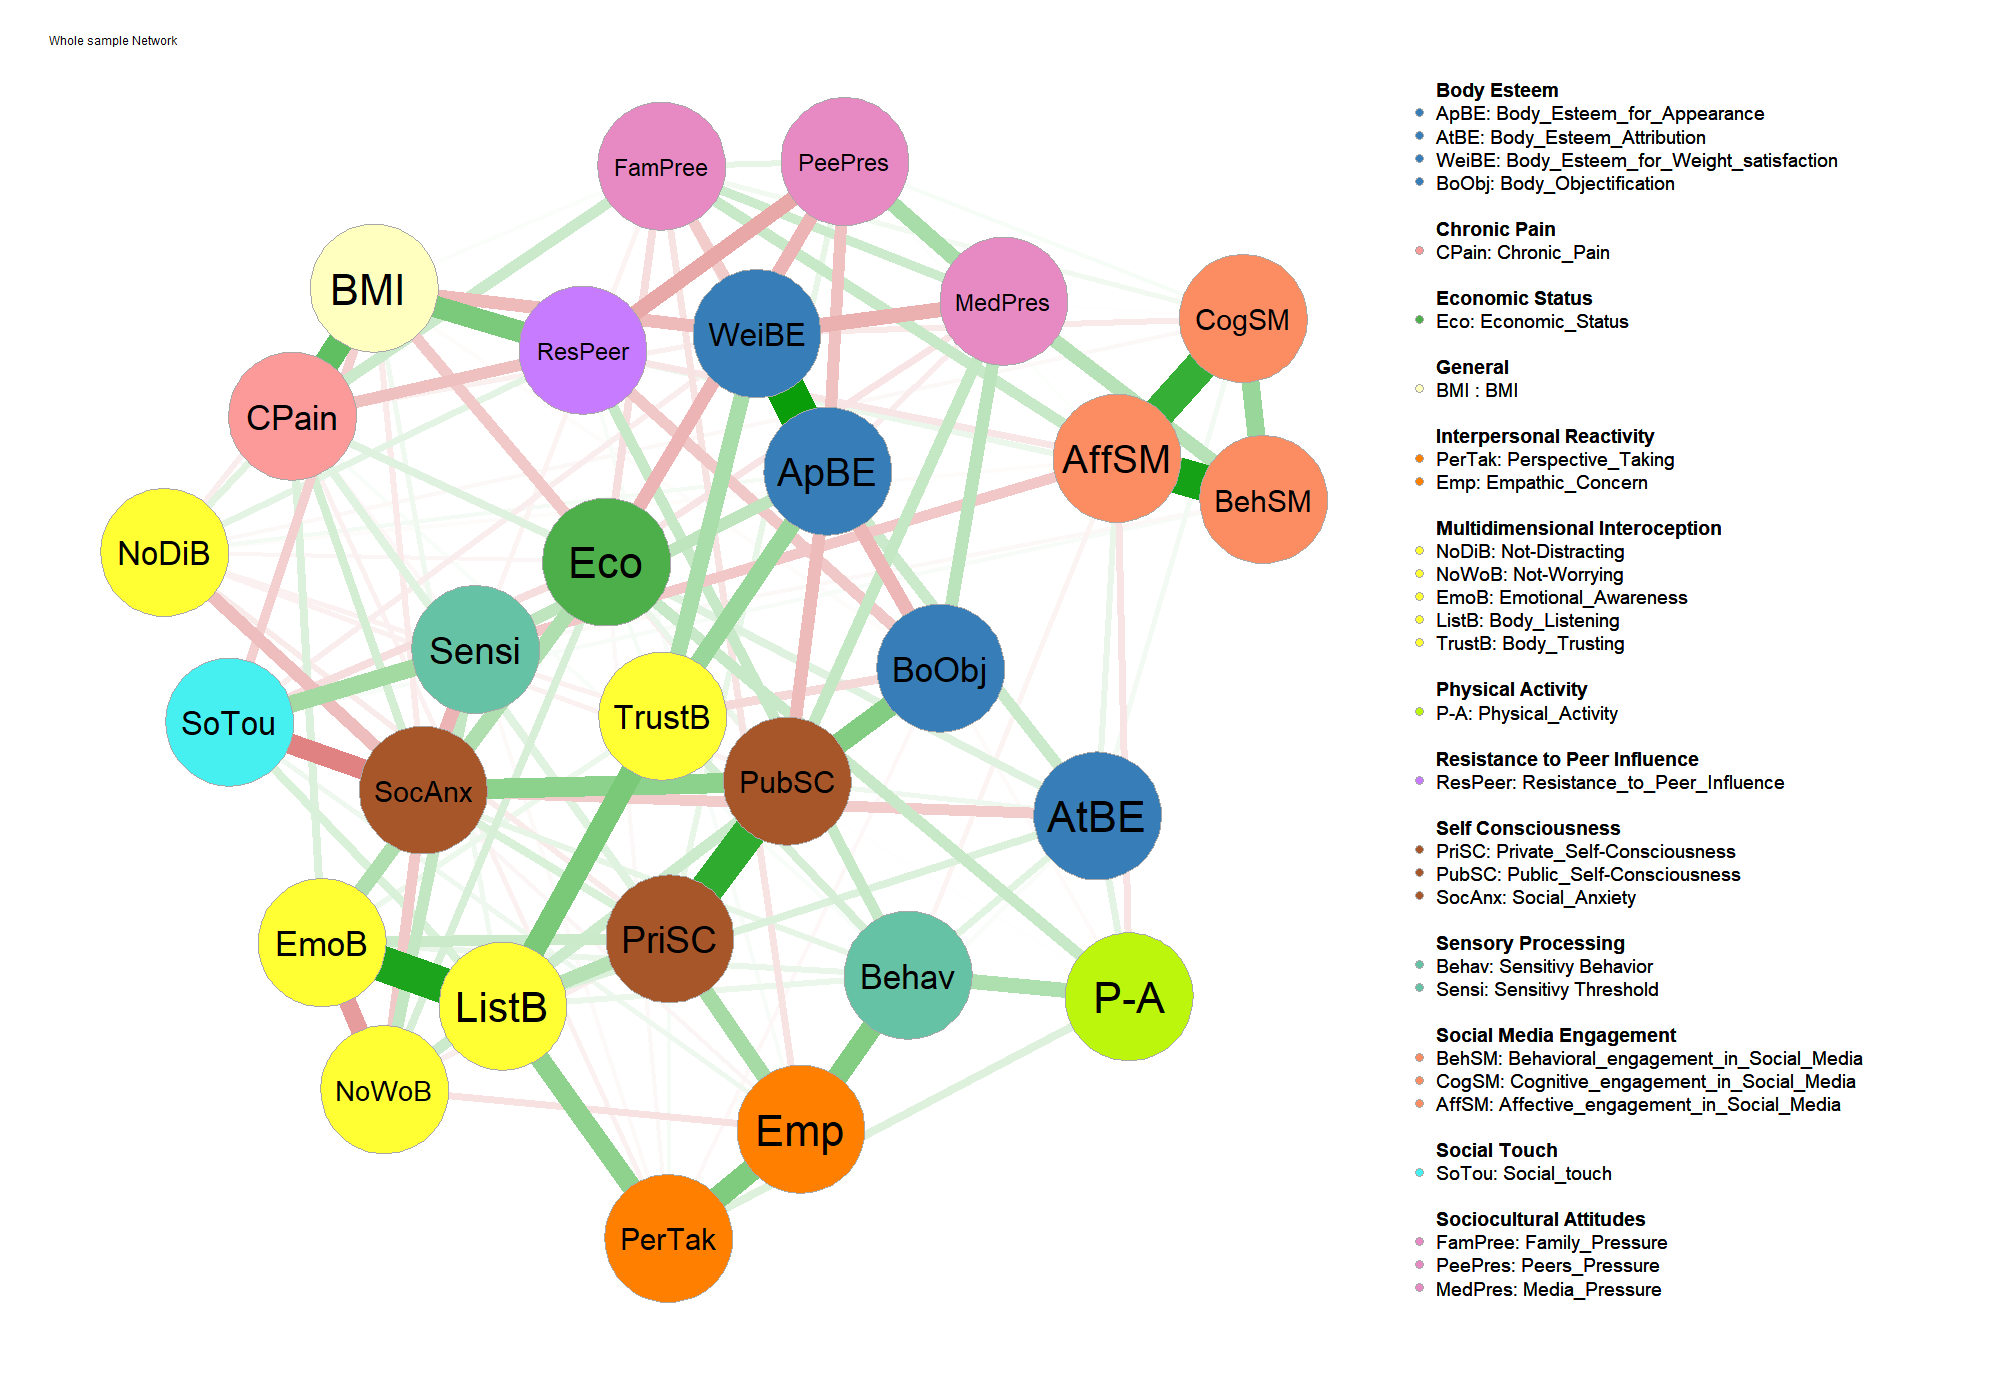 Whole sample Network
FamPree
PeePres
BMI
MedPres
CogSM
ResPeer
WeiBE
CPain
ApBE
AffSM
BehSM
NoDiB
Eco
Sensi
BoObj
SoTou
TrustB
SocAnx
PubSC
AtBE
EmoB
PriSC
Behav
ListB
P-A
NoWoB
Emp
PerTak
Body Esteem
ApBE: Body_Esteem_for_Appearance
AtBE: Body_Esteem_Attribution
WeiBE: Body_Esteem_for_Weight_satisfaction
BoObj: Body_Objectification
Chronic Pain
CPain: Chronic_Pain
Economic Status
Eco: Economic_Status
General
BMI : BMI
Interpersonal Reactivity
PerTak: Perspective_Taking
Emp: Empathic_Concern
Multidimensional Interoception
NoDiB: Not-Distracting
NoWoB: Not-Worrying
EmoB: Emotional_Awareness
ListB: Body_Listening
TrustB: Body_Trusting
Physical Activity
P-A: Physical_Activity
Resistance to Peer Influence
ResPeer: Resistance_to_Peer_Influence
Self Consciousness
PriSC: Private_Self-Consciousness
PubSC: Public_Self-Consciousness
SocAnx: Social_Anxiety
Sensory Processing
Behav: Sensitivy Behavior
Sensi: Sensitivy Threshold
Social Media Engagement
BehSM: Behavioral_engagement_in_Social_Media
CogSM: Cognitive_engagement_in_Social_Media
AffSM: Affective_engagement_in_Social_Media
Social Touch
SoTou: Social_touch
Sociocultural Attitudes
FamPree: Family_Pressure
PeePres: Peers_Pressure
MedPres: Media_Pressure